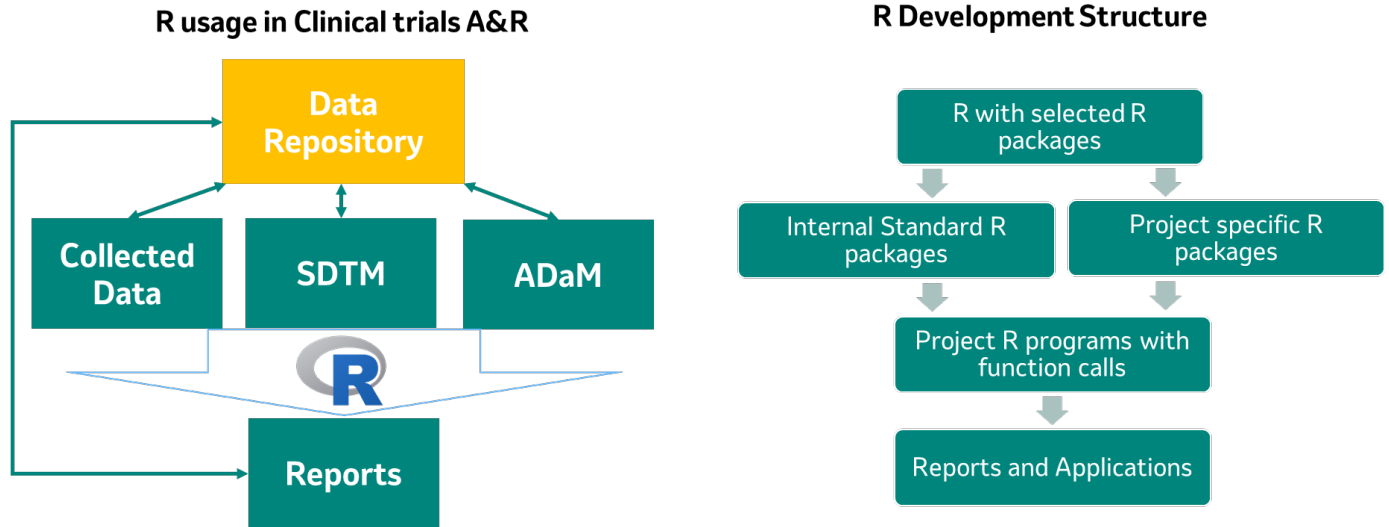 R usage in Clinical trials A&R
Data
Repository
Collected
Data
SDTM
ADaM
R
Reports
R Development Structure
R with selected R
packages
Internal Standard R
packages
Project specific R
packages
Project R programs with
function calls
Reports and Applications